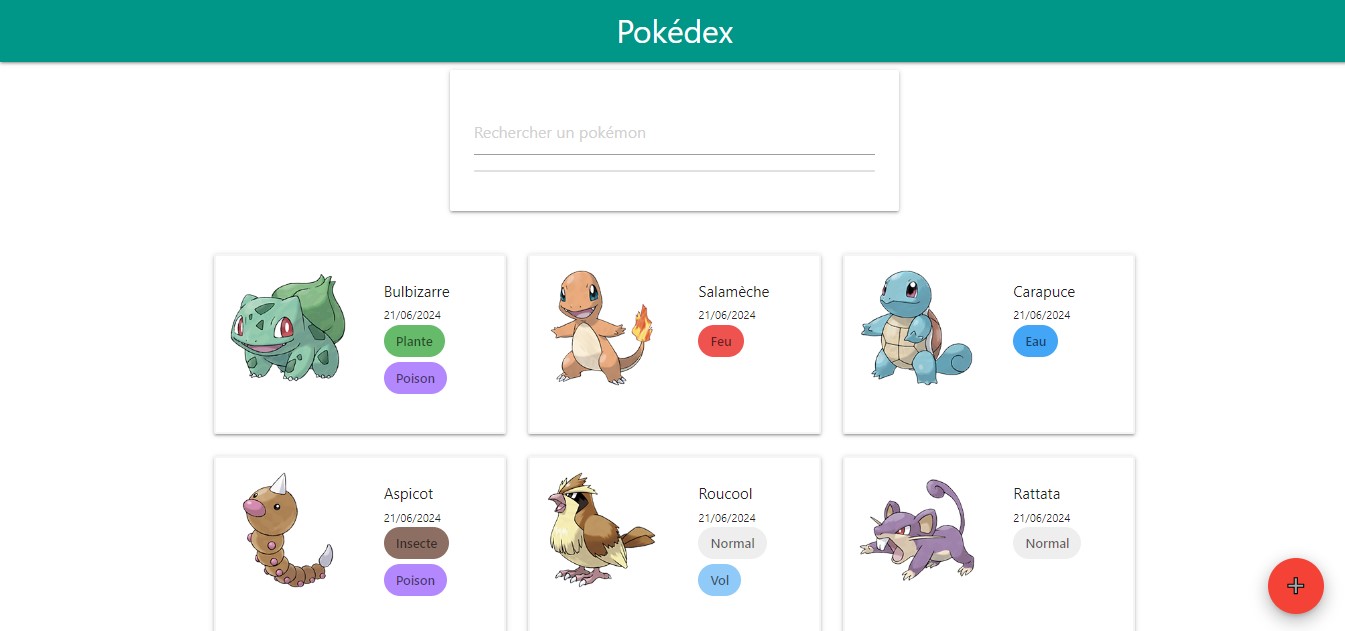 Pokédex
Rechercher un pokémon
Bulbizarre
21/06/2024
Plante
Poison
Salamèche
21/06/2024
Feu
Carapuce
21/06/2024
Eau
Aspicot
21/06/2024
Insecte
Poison
Roucool
21/06/2024
Normal
Vol
Rattata
21/06/2024
Normal